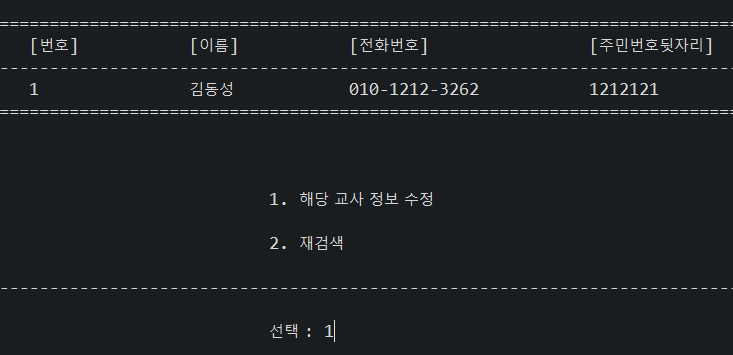 ================================================================================
[번호] [이름] [전화번호] [주민번호뒷자리]
--------------------------------------------------------------------------------
1 김동성 010-1212-3262 1212121
================================================================================
1. 해당 교사 정보 수정
2. 재검색
--------------------------------------------------------------------------------
선택 : 1